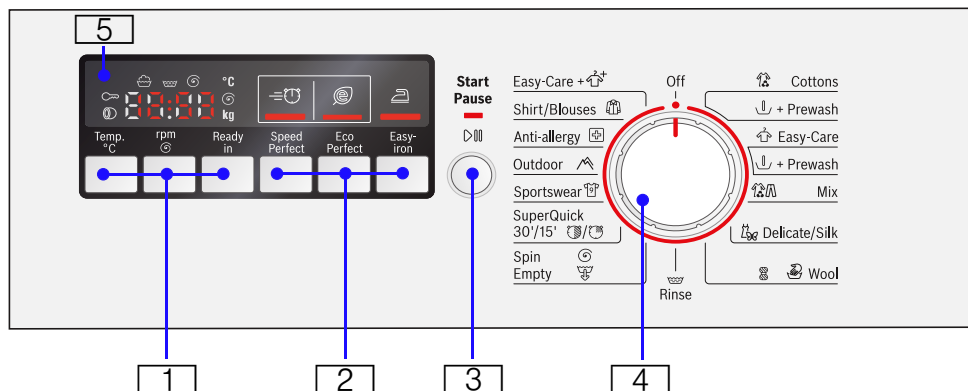 5
°C
kg
Temp.
°C
rpm
Ready
in
Speed
Perfect
Eco
Perfect
Easy-
iron
Start
Pause
Easy-Care +
Shirt/Blouses
Anti-allergy
Outdoor
Sportswear
SuperQuick
30'/15'
Spin
Empty
Off
Cottons
+ Prewash
Easy-Care
+ Prewash
Mix
Delicate/Silk
Wool
Rinse
1
2
3
4